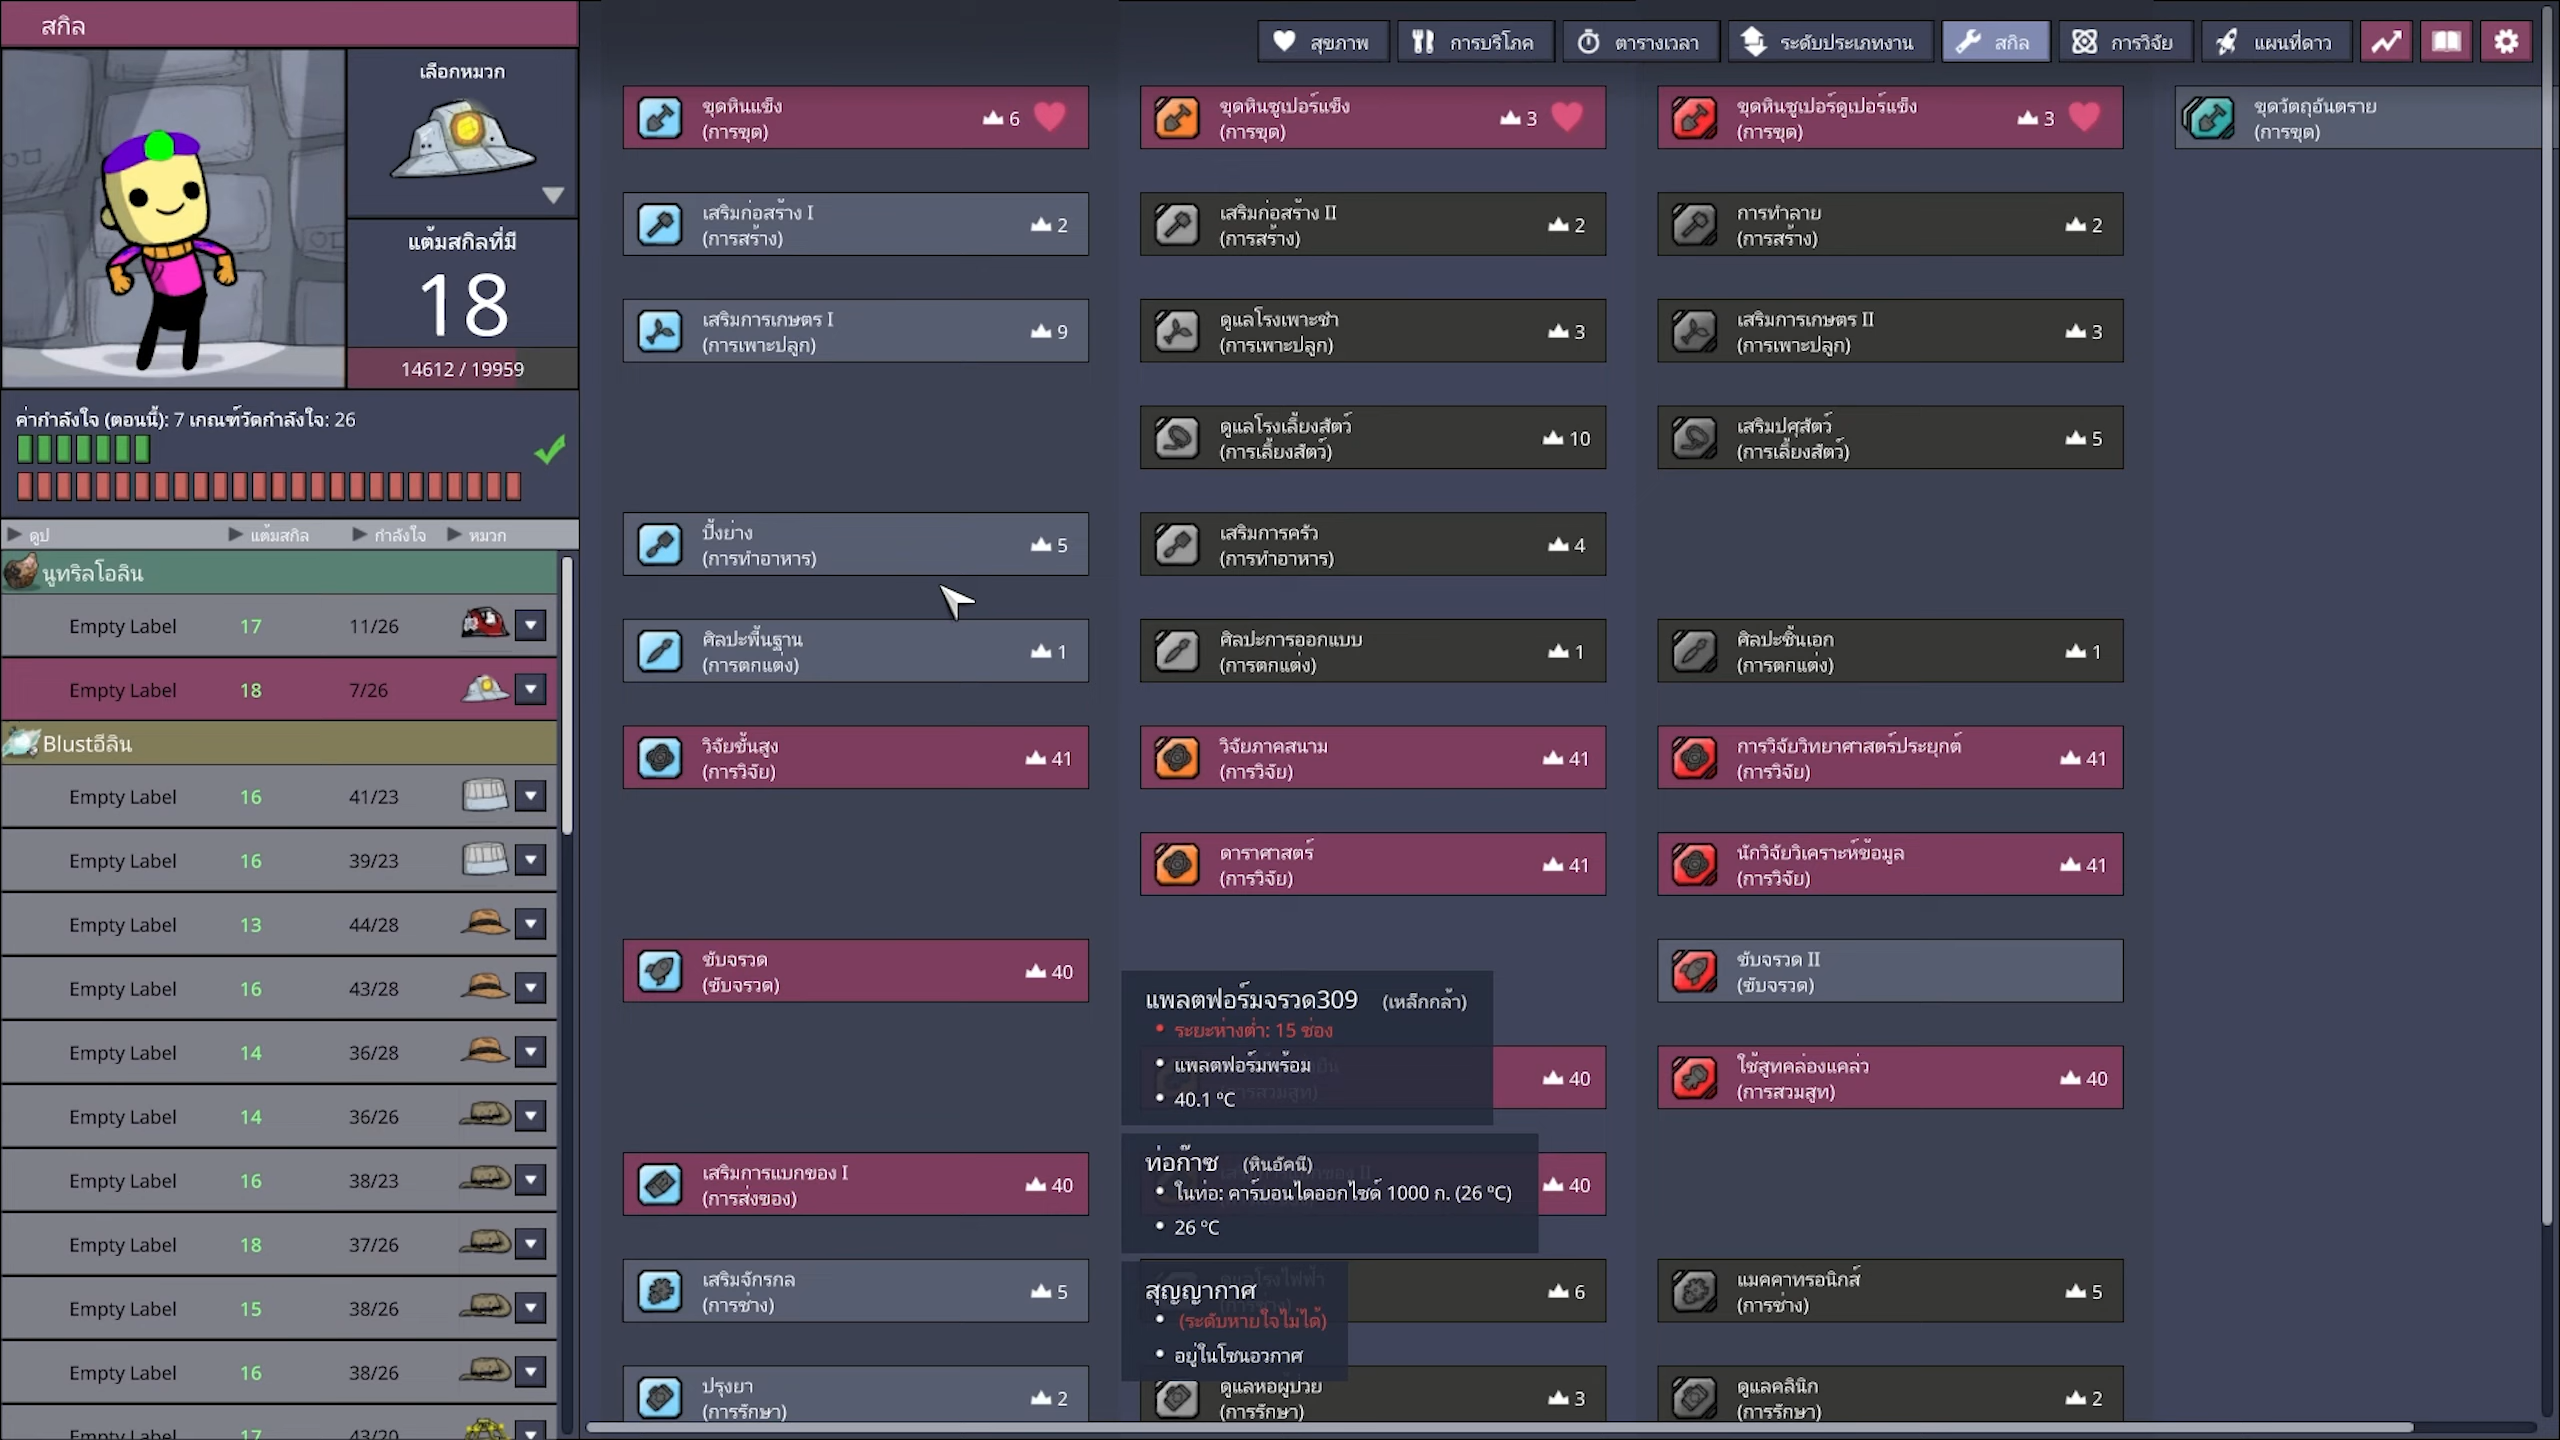 สกิล
สุขภาพ
การบริโภค
ตารางเวลา
ระดับประเภทงาน
สกิล
การวิจัย
แผนที่ดาว
เลือกหมวก
แต้มสกิลที่มี
18
14612 / 19959
ค่ากำลังใจ (ตอนนี้): 7 เกณฑ์วัดกำลังใจ: 26
ดูป
แต้มสกิล
กำลังใจ
หมวก
นูทริลโอลิน
Empty Label 17 11/26
Empty Label 18 7/26
Blustอีลิน
Empty Label 16 41/23
Empty Label 16 39/23
Empty Label 13 44/28
Empty Label 16 43/28
Empty Label 14 36/28
Empty Label 14 36/26
Empty Label 16 38/23
Empty Label 18 37/26
Empty Label 15 38/26
Empty Label 16 38/26
Empty Label 17 43/20
ขุดหินแข็ง 6
(การขุด)
ขุดหินซูเปอร์แข็ง 3
(การขุด)
ขุดหินซูเปอร์ดูเปอร์แข็ง 3
(การขุด)
ขุดวัตถุอันตราย
(การขุด)
เสริมก่อสร้าง I 2
(การสร้าง)
เสริมก่อสร้าง II 2
(การสร้าง)
การทำลาย 2
(การสร้าง)
เสริมการเกษตร I 9
(การเพาะปลูก)
ดูแลโรงเพาะชำ 3
(การเพาะปลูก)
เสริมการเกษตร II 3
(การเพาะปลูก)
ดูแลโรงเลี้ยงสัตว์ 10
(การเลี้ยงสัตว์)
เสริมปศุสัตว์ 5
(การเลี้ยงสัตว์)
ปิ้งย่าง 5
(การทำอาหาร)
เสริมการครัว 4
(การทำอาหาร)
ศิลปะพื้นฐาน 1
(การตกแต่ง)
ศิลปะการออกแบบ 1
(การตกแต่ง)
ศิลปะชิ้นเอก 1
(การตกแต่ง)
วิจัยขั้นสูง 41
(การวิจัย)
วิจัยภาคสนาม 41
(การวิจัย)
การวิจัยวิทยาศาสตร์ประยุกต์ 41
(การวิจัย)
ดาราศาสตร์ 41
(การวิจัย)
นักวิจัยวิเคราะห์ข้อมูล 41
(การวิจัย)
ขับจรวด 40
(ขับจรวด)
ขับจรวด II
(ขับจรวด)
แพลตฟอร์มจรวด309 (เหล็กกล้า)
• ระยะห่างต่ำ: 15 ช่อง
• แพลตฟอร์มพร้อม
• 40.1 °C
40
ใช้สูทคล่องแคล่ว 40
(การสวมสูท)
เสริมการแบกของ I 40
(การส่งของ)
ท่อก๊าซ (หินอัคนี)
• ในท่อ: คาร์บอนไดออกไซด์ 1000 ก. (26 °C)
• 26 °C
40
เสริมจักรกล 5
(การช่าง)
สุญญากาศ
• (ระดับหายใจไม่ได้)
• อยู่ในโซนอวกาศ
6
แมคคาทรอนิกส์ 5
(การช่าง)
ปรุงยา 2
(การรักษา)
ดูแลหอผู้ป่วย 3
(การรักษา)
ดูแลคลินิก 2
(การรักษา)